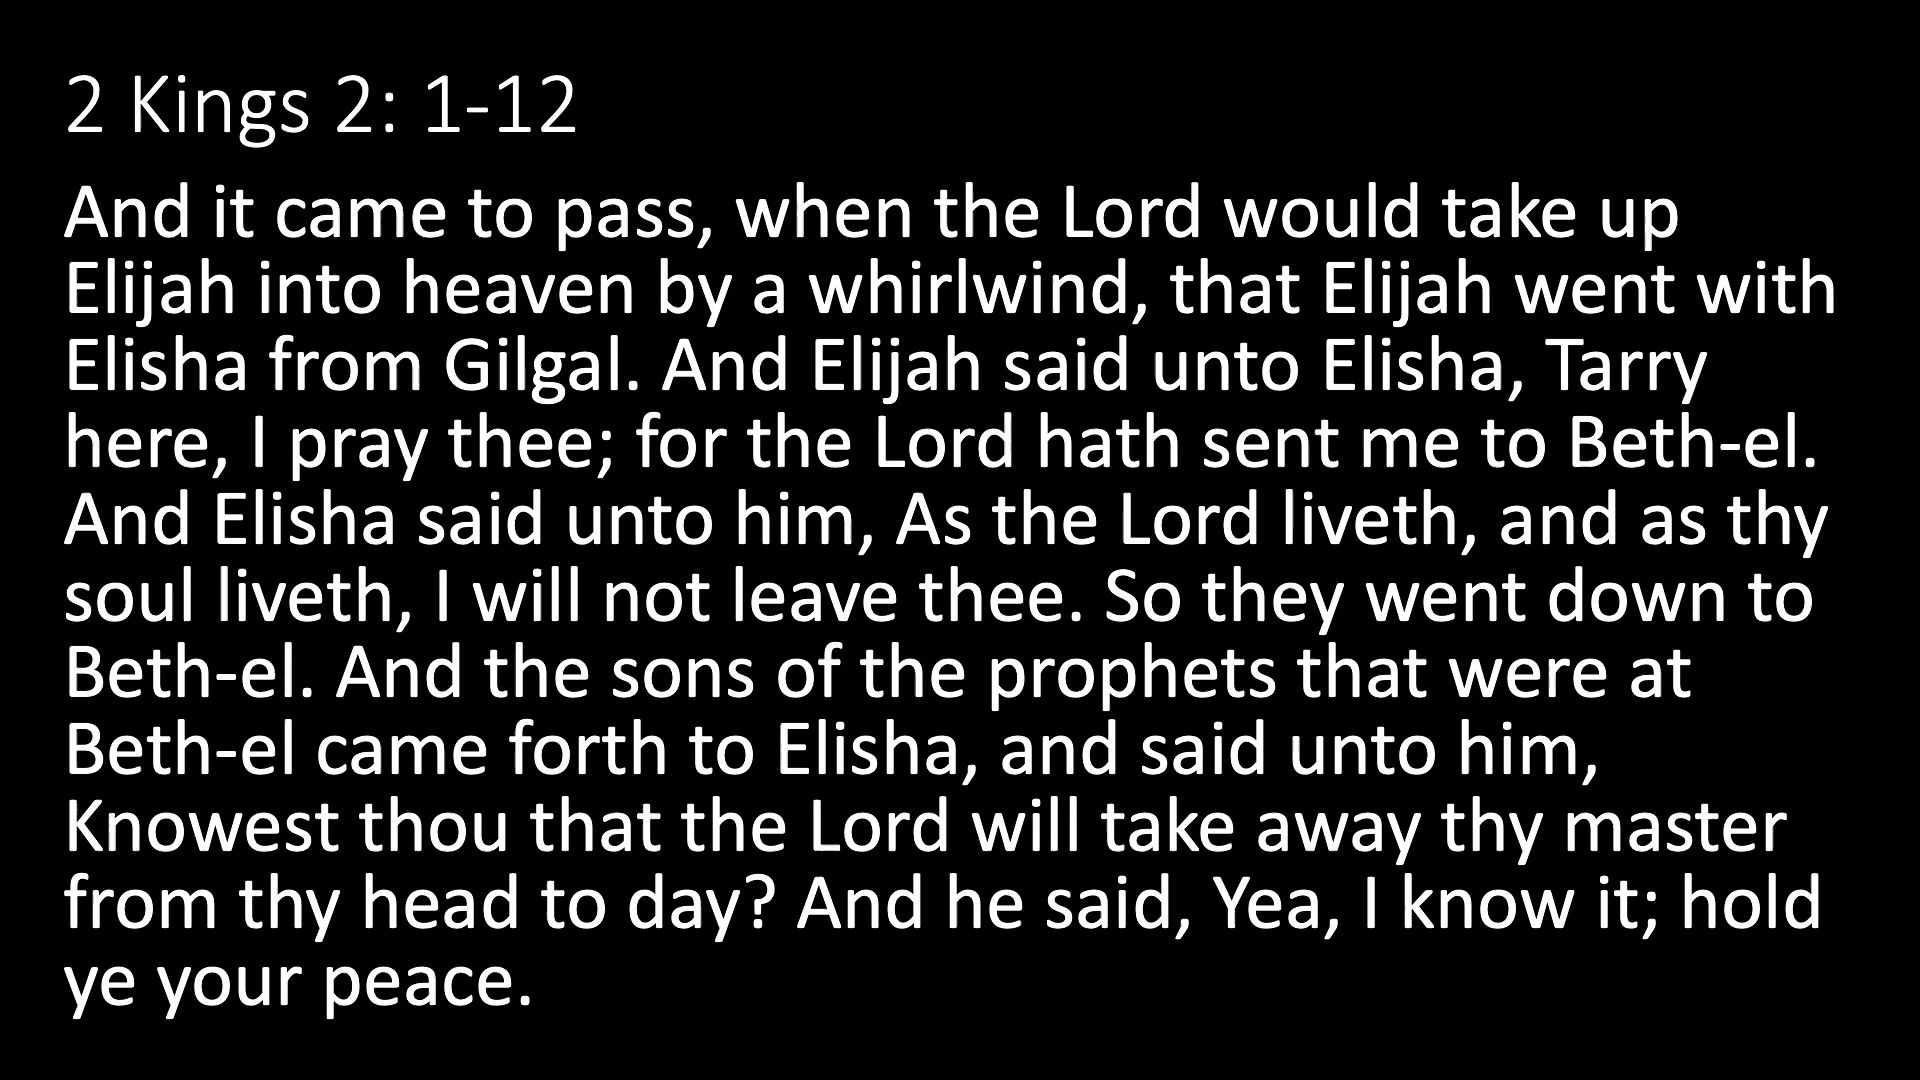 2 Kings 2: 1-12
And it came to pass, when the Lord would take up
Elijah into heaven by a whirlwind, that Elijah went with
Elisha from Gilgal. And Elijah said unto Elisha, Tarry
here, I pray thee; for the Lord hath sent me to Beth-el.
And Elisha said unto him, As the Lord liveth, and as thy
soul liveth, I will not leave thee. So they went down to
Beth-el. And the sons of the prophets that were at
Beth-el came forth to Elisha, and said unto him,
Knowest thou that the Lord will take away thy master
from thy head to day? And he said, Yea, I know it; hold
ye your peace.